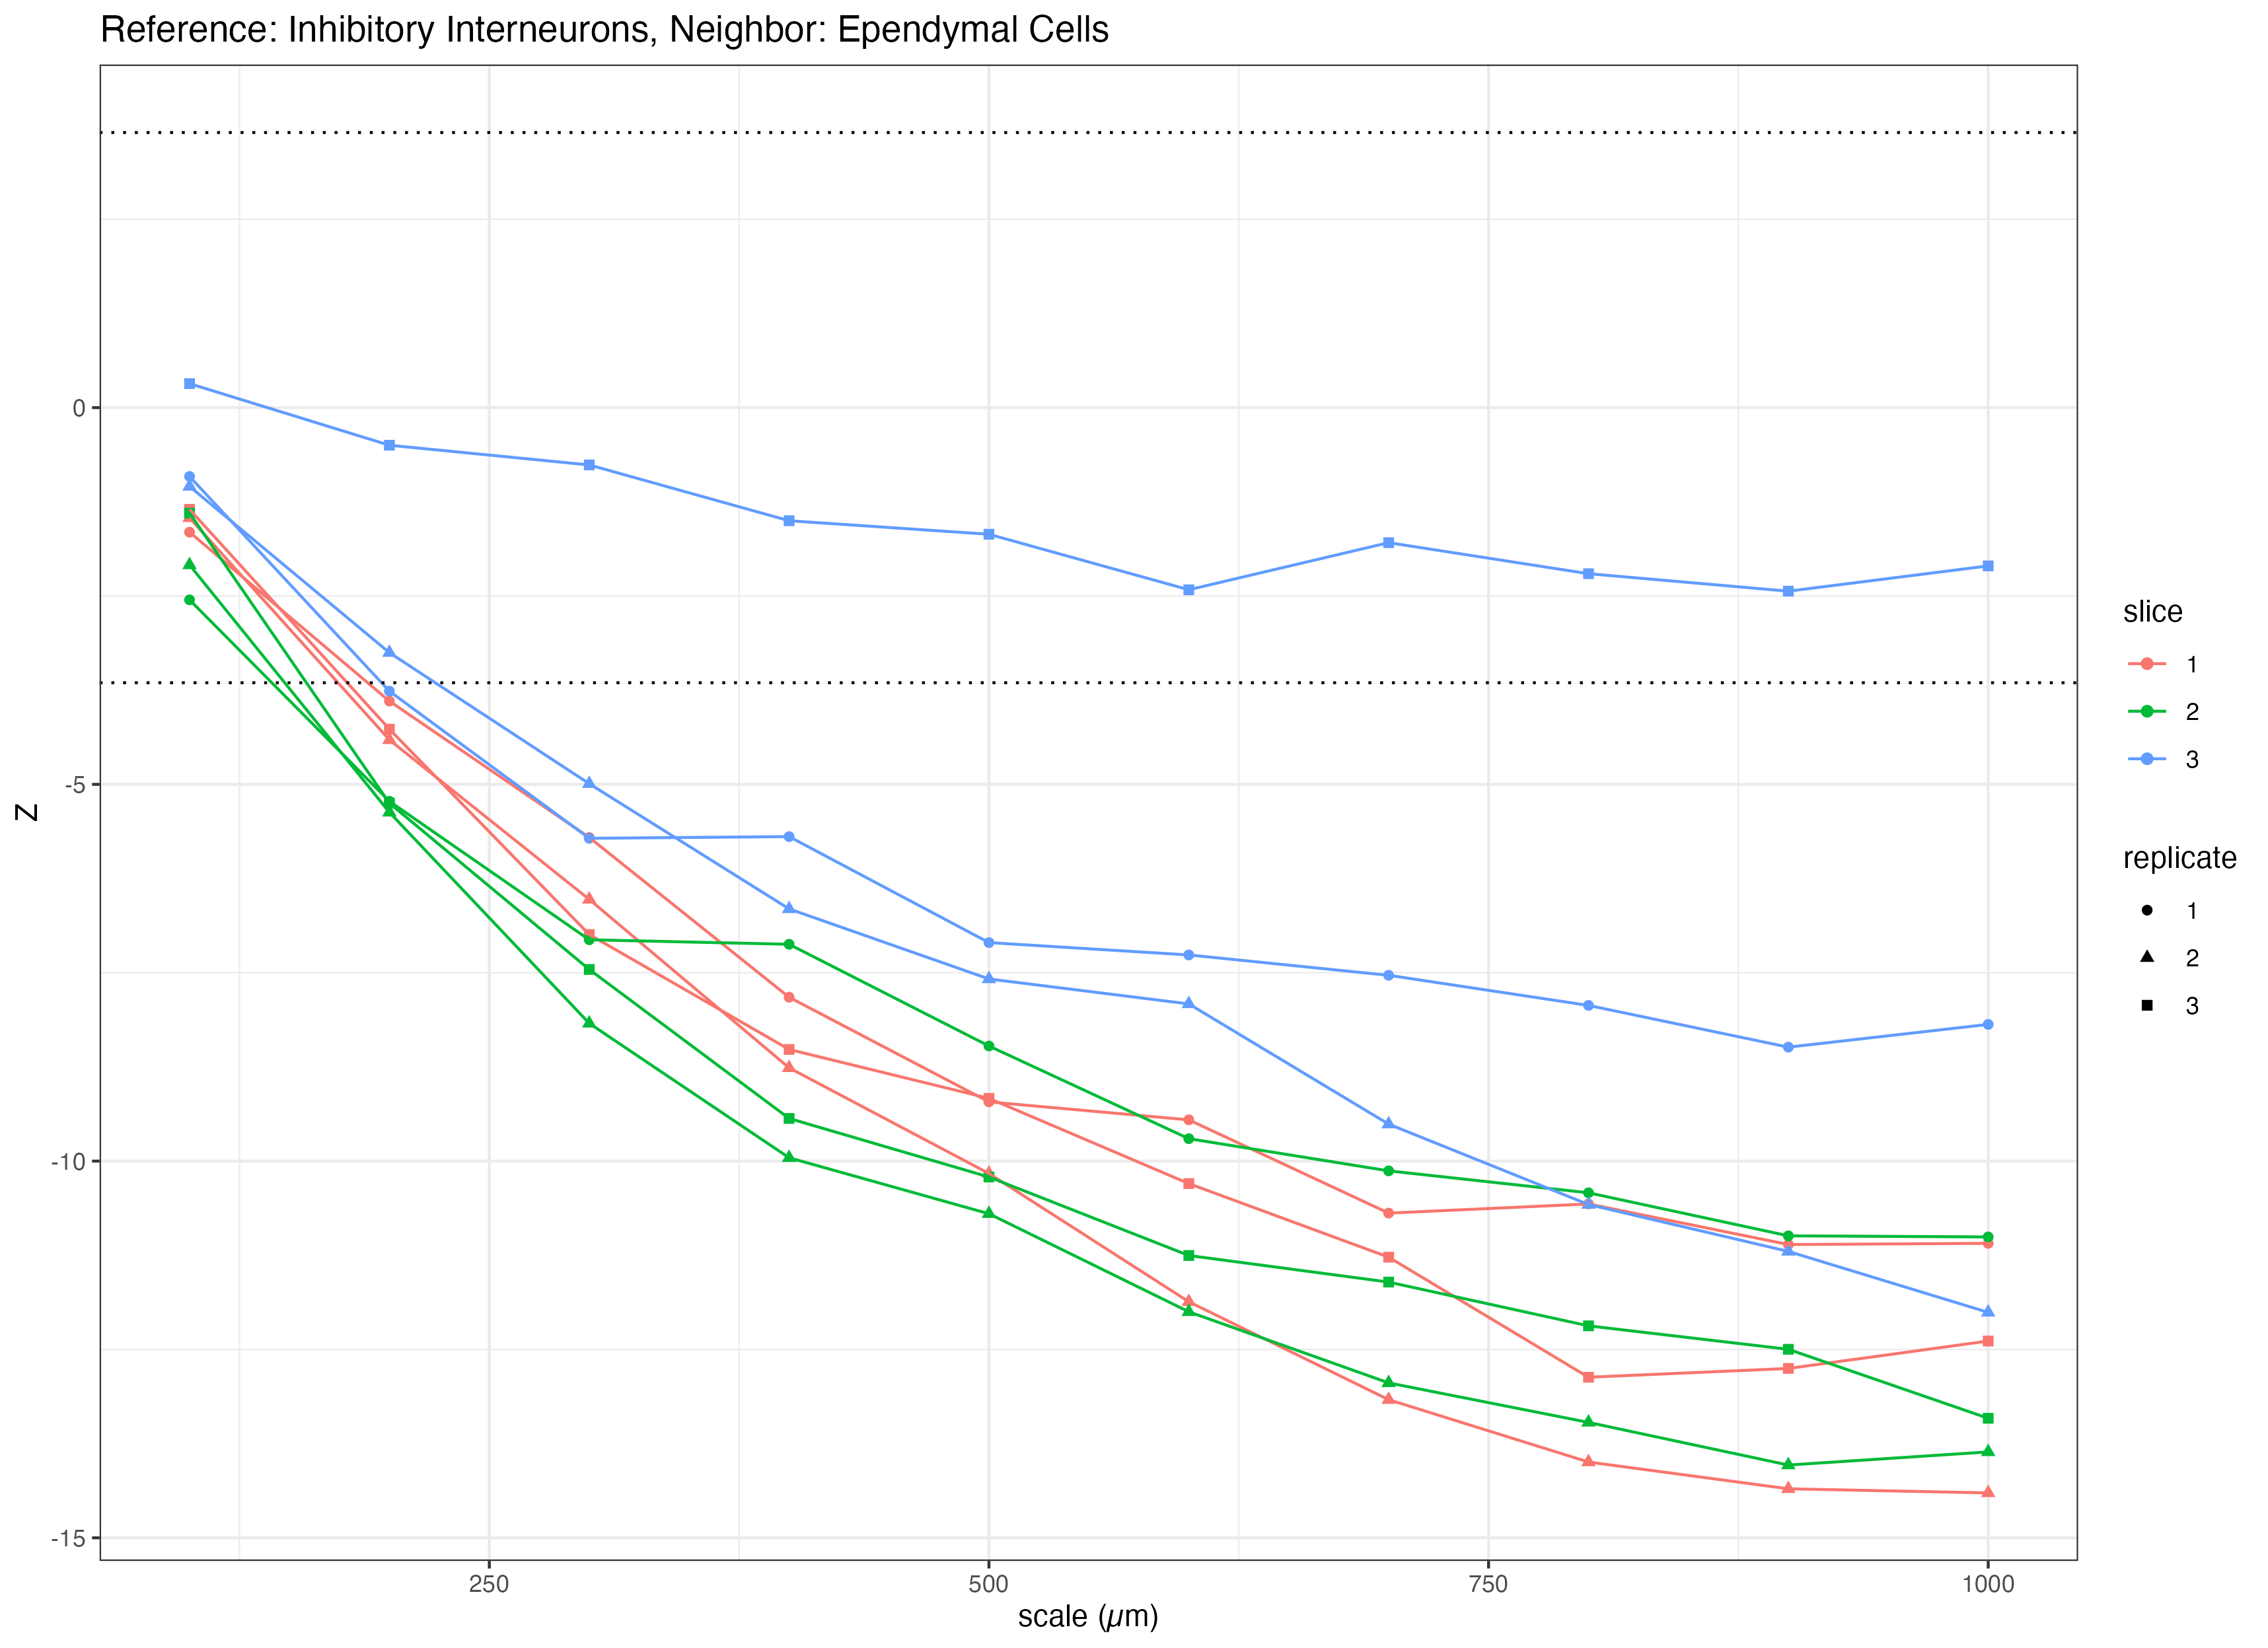 Reference: Inhibitory Interneurons, Neighbor: Ependymal Cells
0
-5
-10
-15
Z
250 500 750 1000
scale (µm)
slice
1
2
3
replicate
1
2
3